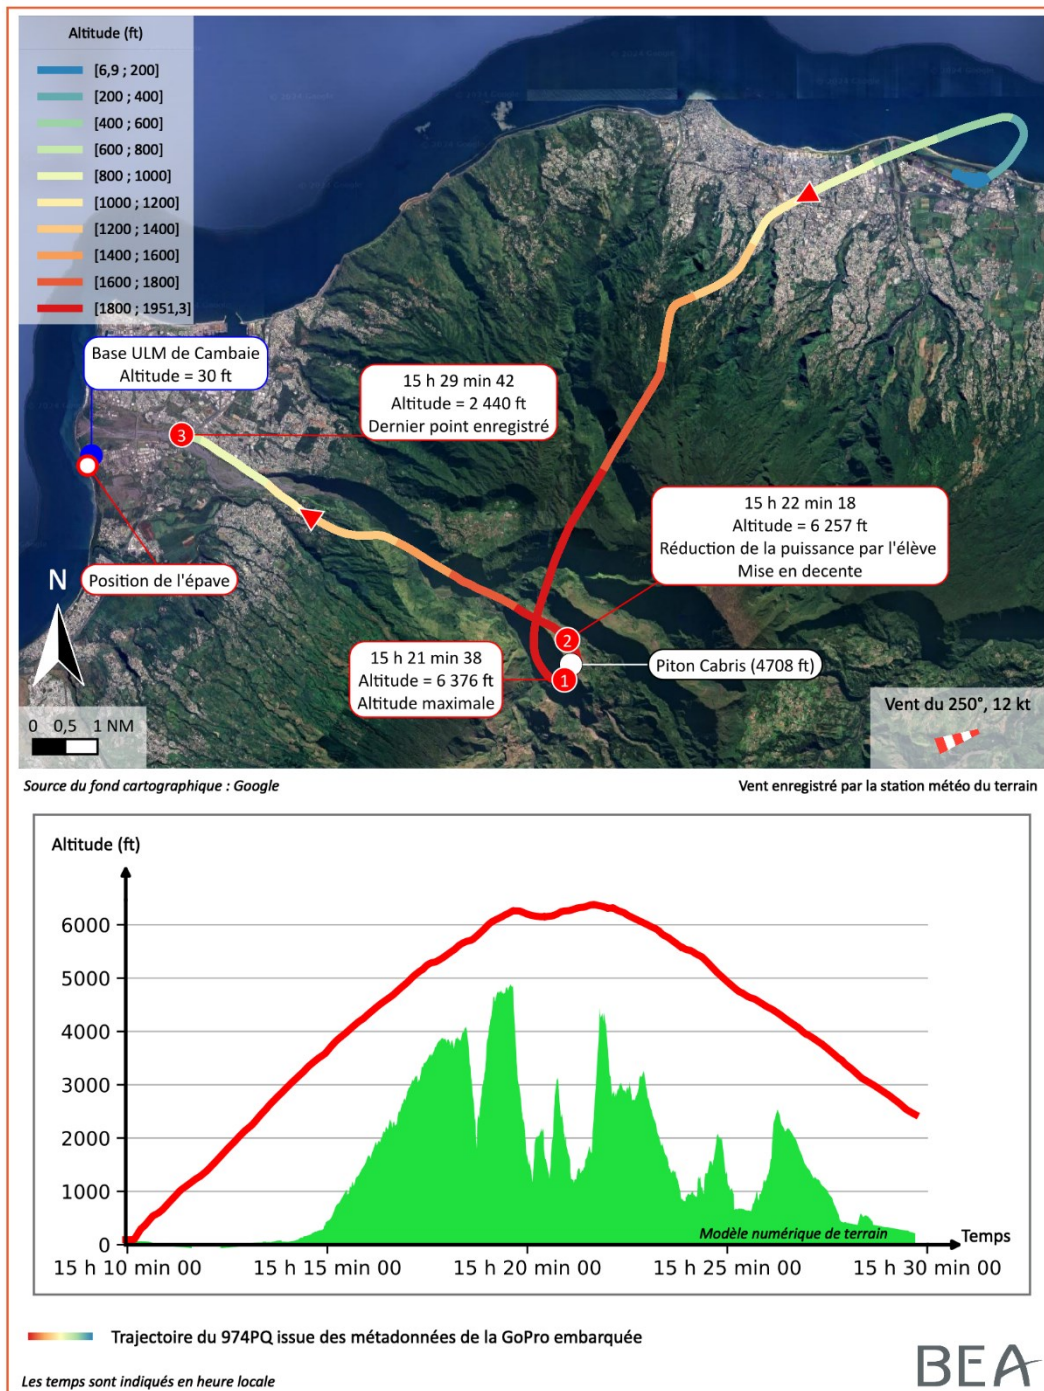 Altitude (ft)
[6,9 ; 200]
[200 ; 400]
[400 ; 600]
[600 ; 800]
[800 ; 1000]
[1000 ; 1200]
[1200 ; 1400]
[1400 ; 1600]
[1600 ; 1800]
[1800 ; 1951,3]
Base ULM de Cambaie
Altitude = 30 ft
15 h 29 min 42
Altitude = 2 440 ft
Dernier point enregistré
3
15 h 22 min 18
Altitude = 6 257 ft
Réduction de la puissance par l'élève
Mise en decente
Position de l'épave
N
2
15 h 21 min 38
Altitude = 6 376 ft
Altitude maximale
1
Piton Cabris (4708 ft)
0 0,5 1 NM
Vent du 250°, 12 kt
Source du fond cartographique : Google
Vent enregistré par la station météo du terrain
Altitude (ft)
6000
5000
4000
3000
2000
1000
0
Modèle numérique de terrain
Temps
15 h 10 min 00 15 h 15 min 00 15 h 20 min 00 15 h 25 min 00 15 h 30 min 00
Trajectoire du 974PQ issue des métadonnées de la GoPro embarquée
Les temps sont indiqués en heure locale
BEA